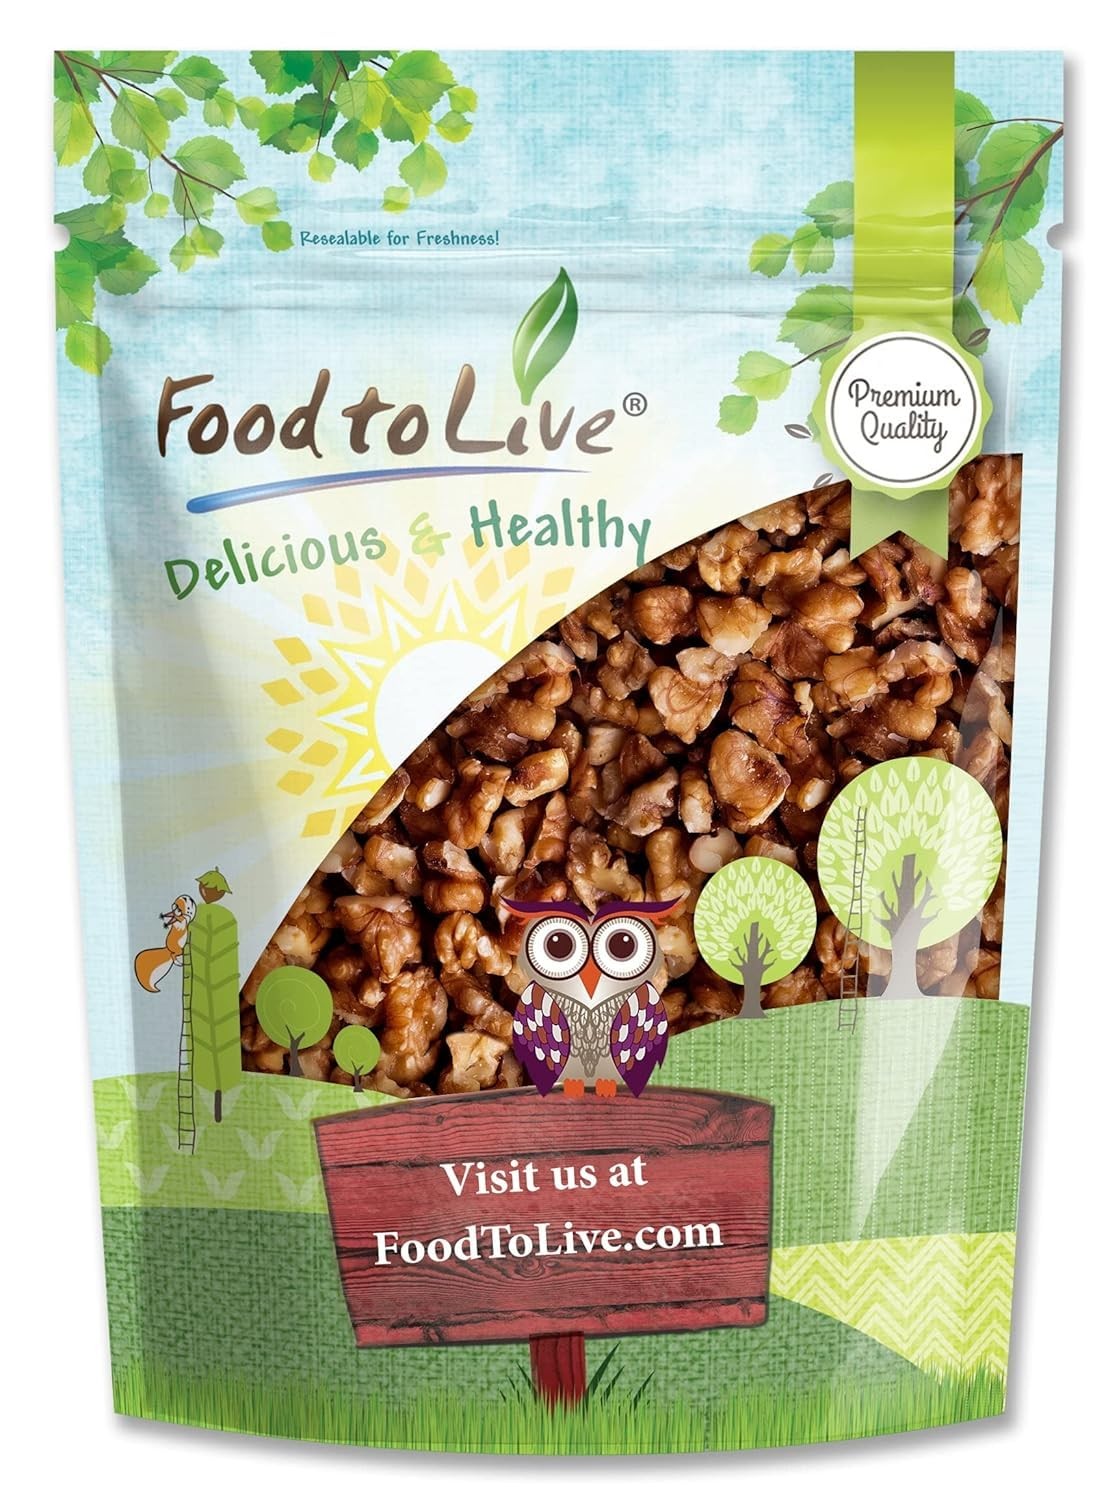 Resealable for Freshness!
Food to Live®
Delicious & Healthy
Premium
Quality
Visit us at
FoodToLive.com